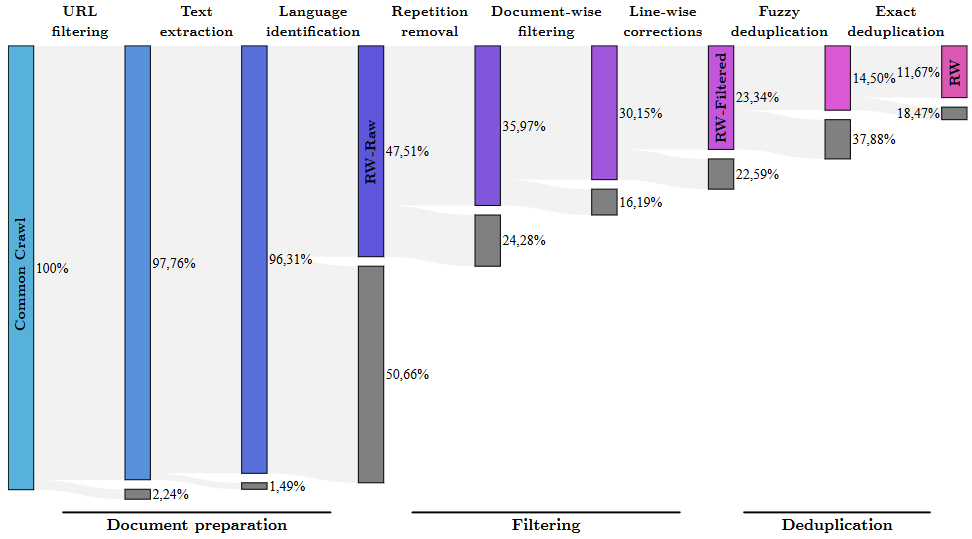 URL filtering
Text extraction
Language identification
Repetition removal
Document-wise filtering
Line-wise corrections
Fuzzy deduplication
Exact deduplication
Common Crawl
100%
97,76%
2,24%
96,31%
1,49%
RW-Raw
47,51%
50,66%
35,97%
24,28%
30,15%
16,19%
RW-Filtered
23,34%
22,59%
14,50%
37,88%
11,67%
RW
18,47%
Document preparation
Filtering
Deduplication